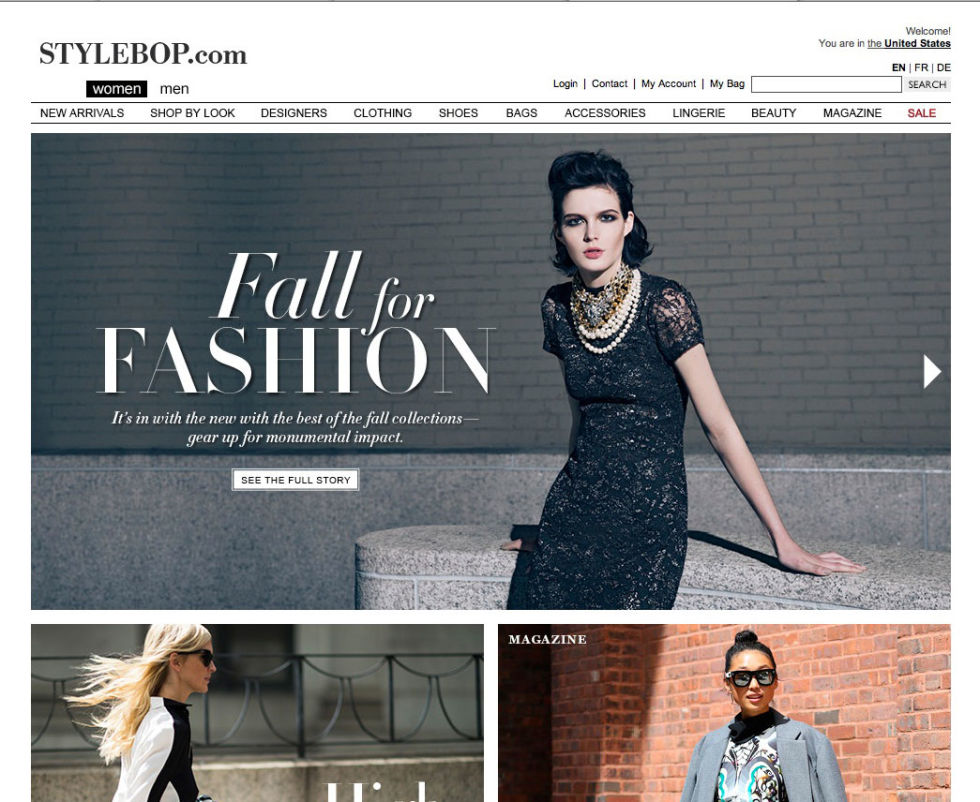 STYLEBOP.com
Welcome!
You are in the United States
EN | FR | DE
women men
Login | Contact | My Account | My Bag SEARCH
NEW ARRIVALS SHOP BY LOOK DESIGNERS CLOTHING SHOES BAGS ACCESSORIES LINGERIE BEAUTY MAGAZINE SALE
Fall for
FASHION
It's in with the new with the best of the fall collections—
gear up for monumental impact.
SEE THE FULL STORY
MAGAZINE